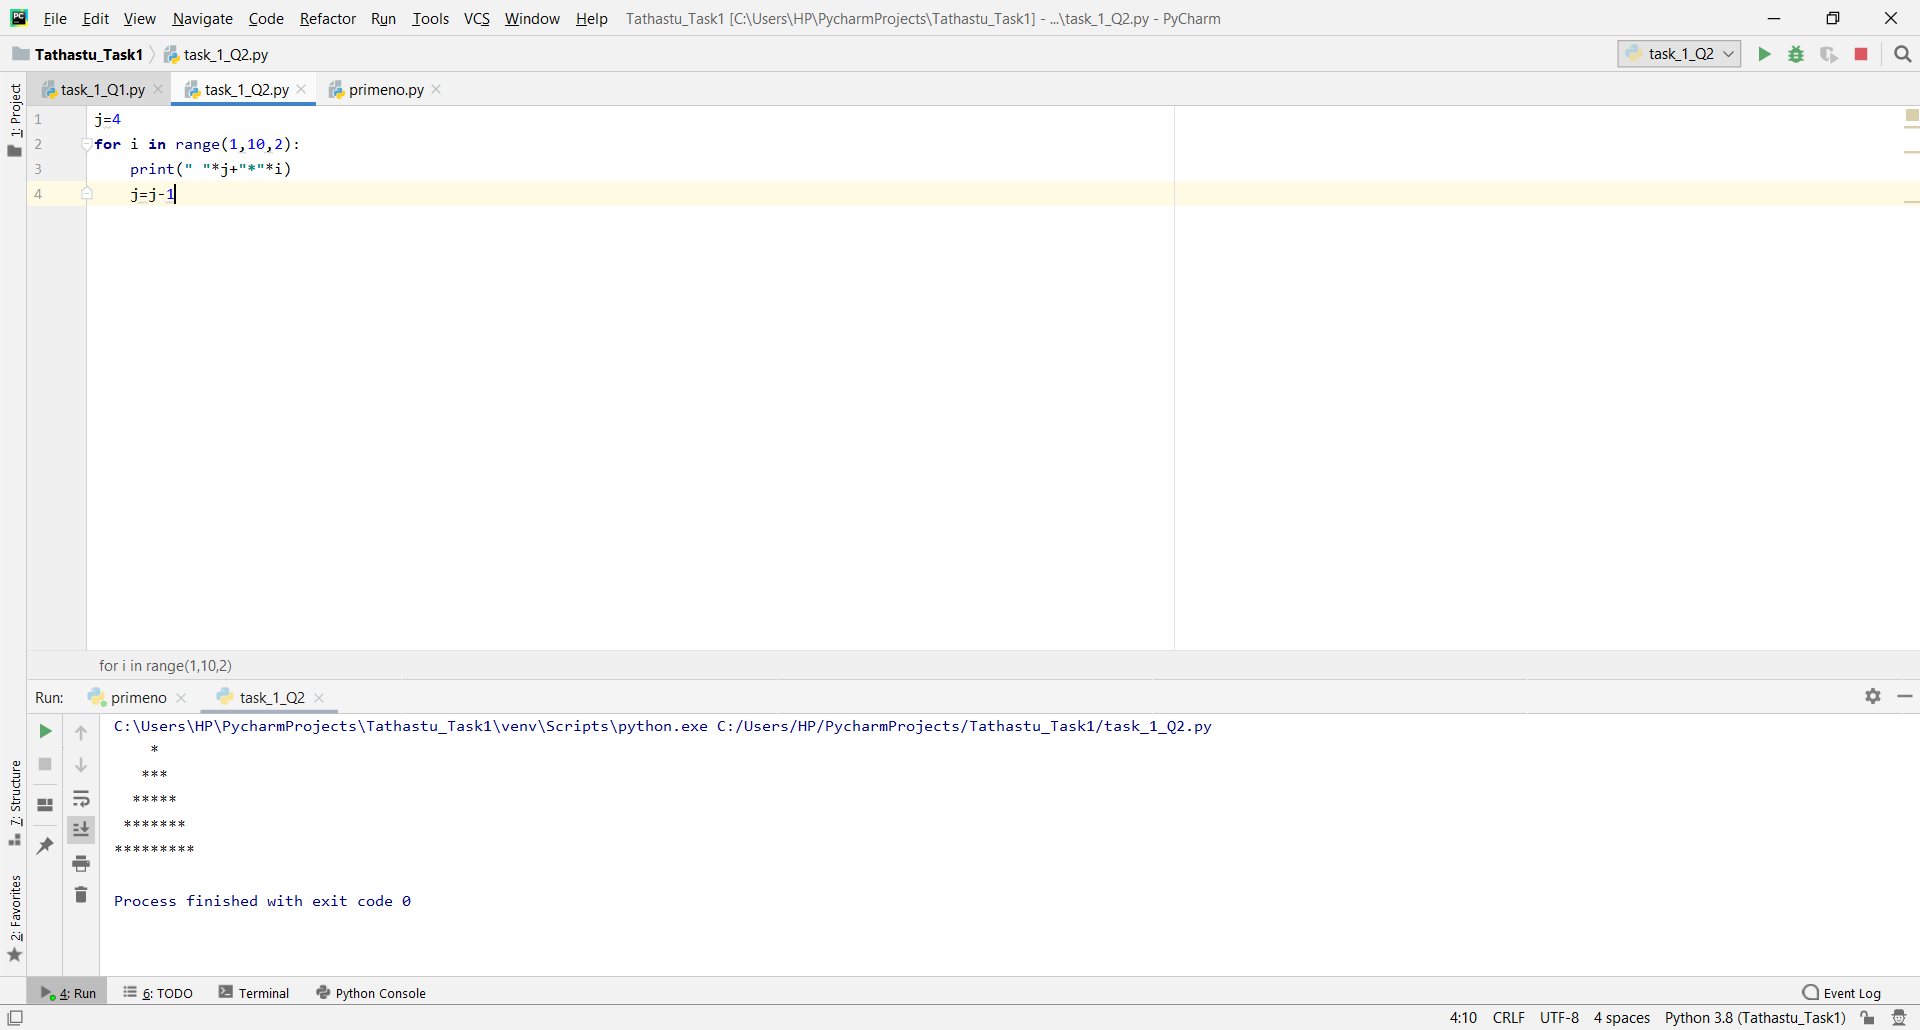 PC File Edit View Navigate Code Refactor Run Tools VCS Window Help Tathastu_Task1 [C:\Users\HP\PycharmProjects\Tathastu_Task1] - ...\task_1_Q2.py - PyCharm
Tathastu_Task1 task_1_Q2.py task_1_Q2
1: Project
task_1_Q1.py task_1_Q2.py primeno.py
1 j=4
2 for i in range(1,10,2):
3     print(" "*j+"*"*i)
4     j=j-1
for i in range(1,10,2)
Run: primeno task_1_Q2
C:\Users\HP\PycharmProjects\Tathastu_Task1\venv\Scripts\python.exe C:/Users/HP/PycharmProjects/Tathastu_Task1/task_1_Q2.py
    *
   ***
  *****
 *******
*********
Process finished with exit code 0
7: Structure
2: Favorites
4: Run 6: TODO Terminal Python Console Event Log
4:10 CRLF UTF-8 4 spaces Python 3.8 (Tathastu_Task1)